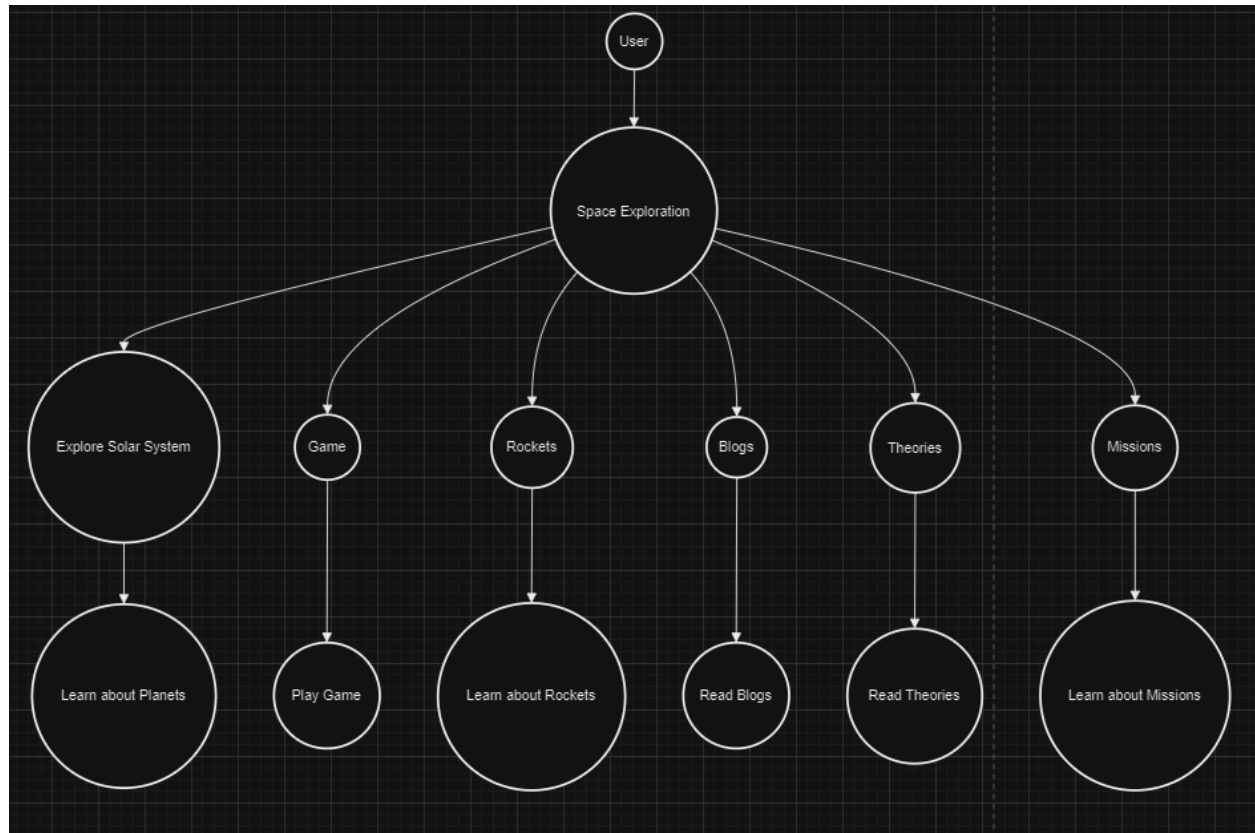 User
Space Exploration
Explore Solar System
Game
Rockets
Blogs
Theories
Missions
Learn about Planets
Play Game
Learn about Rockets
Read Blogs
Read Theories
Learn about Missions